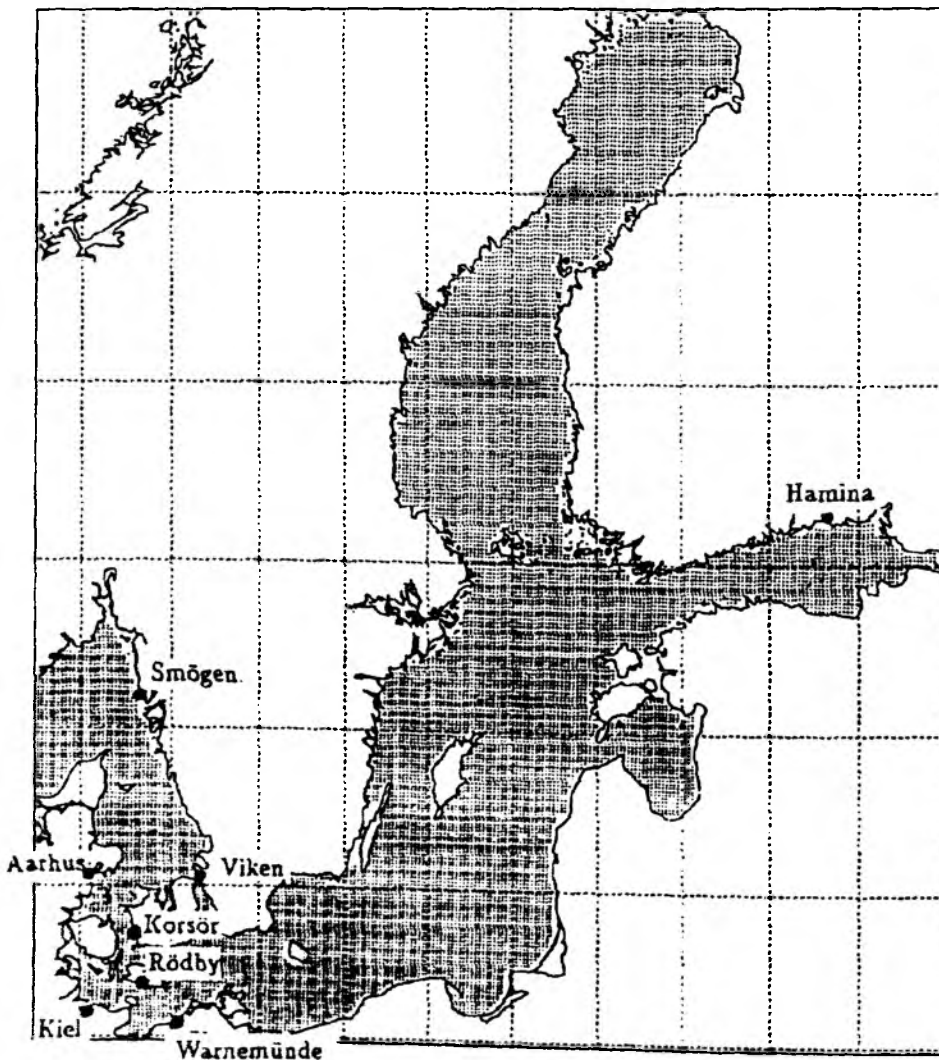 Hamina
Smögen
Aarhus
Viken
Korsör
Rödby
Kiel
Warnemünde